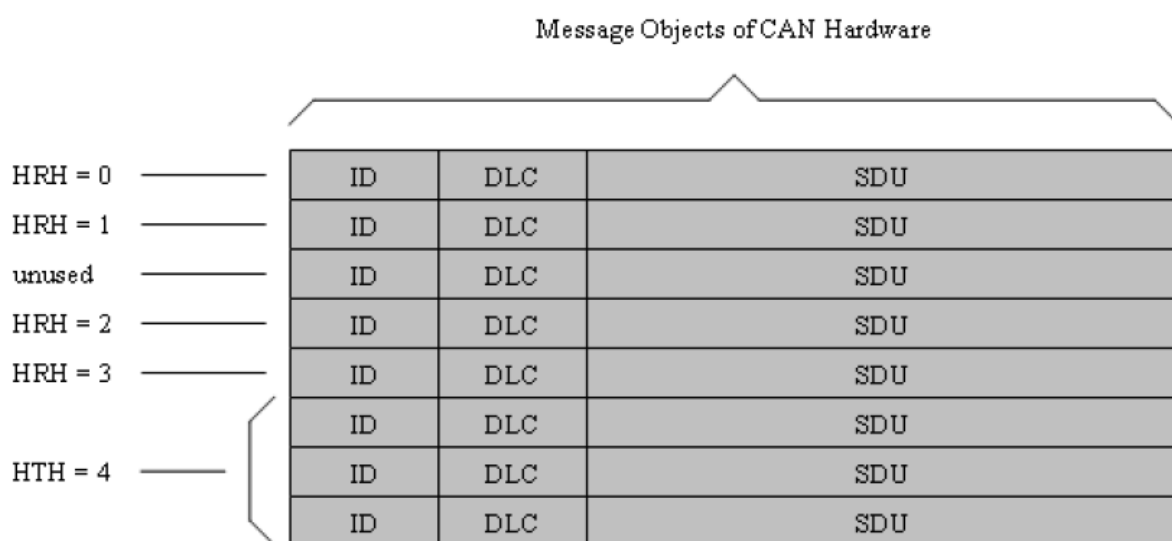 Message Objects of CAN Hardware
HRH = 0 ID DLC SDU
HRH = 1 ID DLC SDU
unused ID DLC SDU
HRH = 2 ID DLC SDU
HRH = 3 ID DLC SDU
ID DLC SDU
HTH = 4 ID DLC SDU
ID DLC SDU